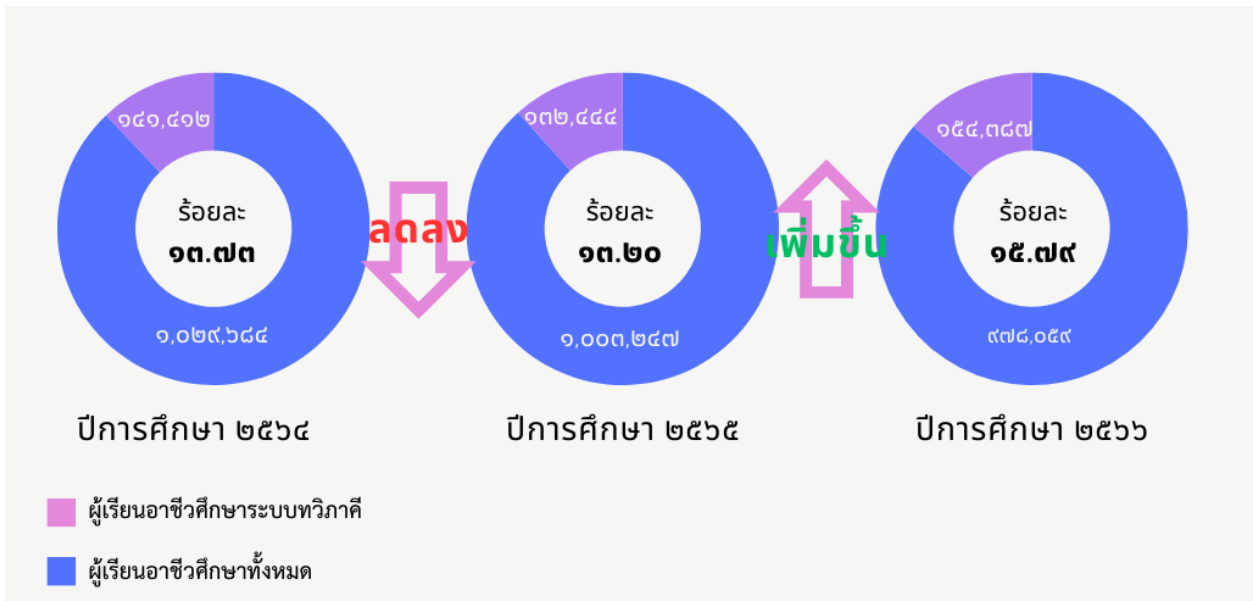 ๑๔๑,๔๑๒
ร้อยละ
๑๓.๗๓
๑,๐๒๙,๖๘๔
ปีการศึกษา ๒๕๖๔
ลดลง
๑๓๒,๔๔๔
ร้อยละ
๑๓.๒๐
๑,๐๐๓,๒๔๗
ปีการศึกษา ๒๕๖๕
เพิ่มขึ้น
๑๕๔,๓๘๗
ร้อยละ
๑๕.๗๙
๙๗๘,๐๕๙
ปีการศึกษา ๒๕๖๖
ผู้เรียนอาชีวศึกษาระบบทวิภาคี
ผู้เรียนอาชีวศึกษาทั้งหมด